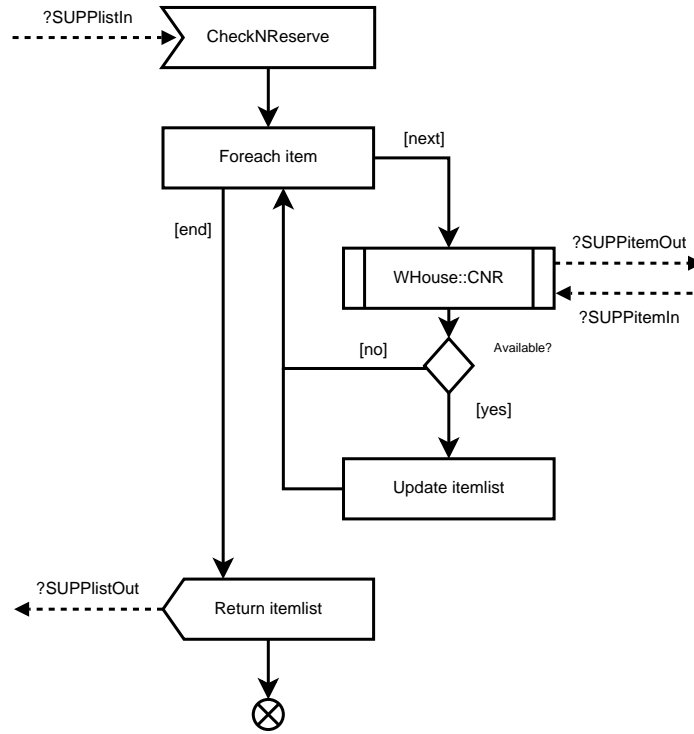 ?SUPPlistIn
CheckNReserve
Foreach item
[next]
[end]
?SUPPitemOut
WHouse::CNR
?SUPPitemIn
[no]
Available?
[yes]
Update itemlist
?SUPPlistOut
Return itemlist